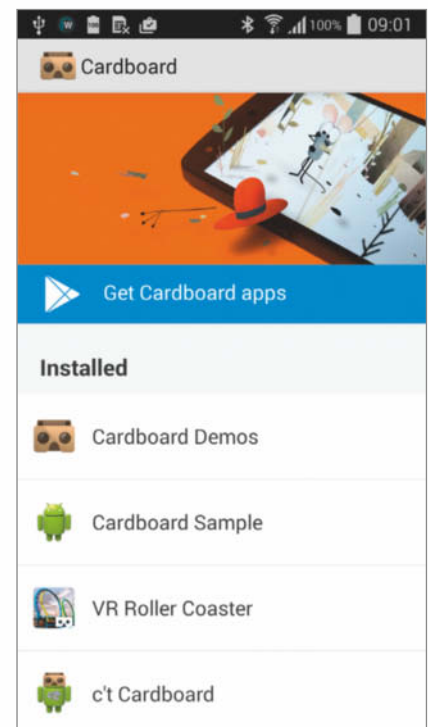 100% 09:01
Cardboard
Get Cardboard apps
Installed
Cardboard Demos
Cardboard Sample
VR Roller Coaster
c't Cardboard